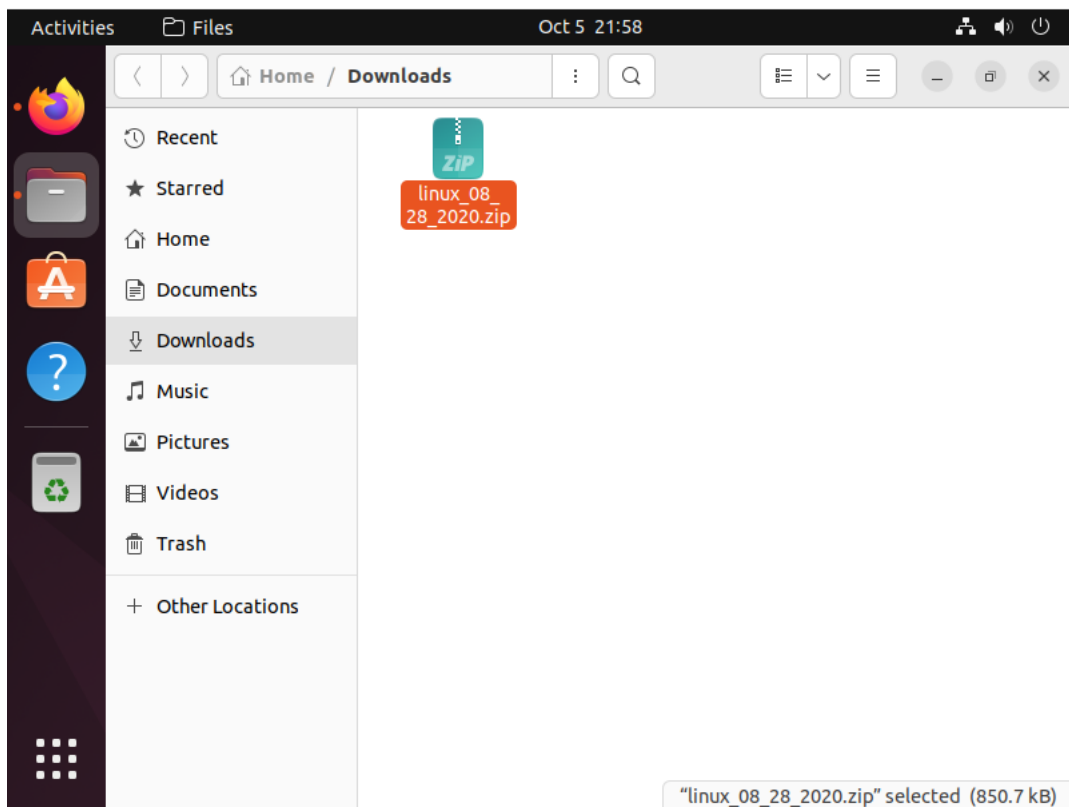 Activities Files Oct 5 21:58
Home / Downloads
Recent
Starred
Home
Documents
Downloads
Music
Pictures
Videos
Trash
+ Other Locations
ZiP
linux_08_
28_2020.zip
“linux_08_28_2020.zip” selected (850.7 kB)